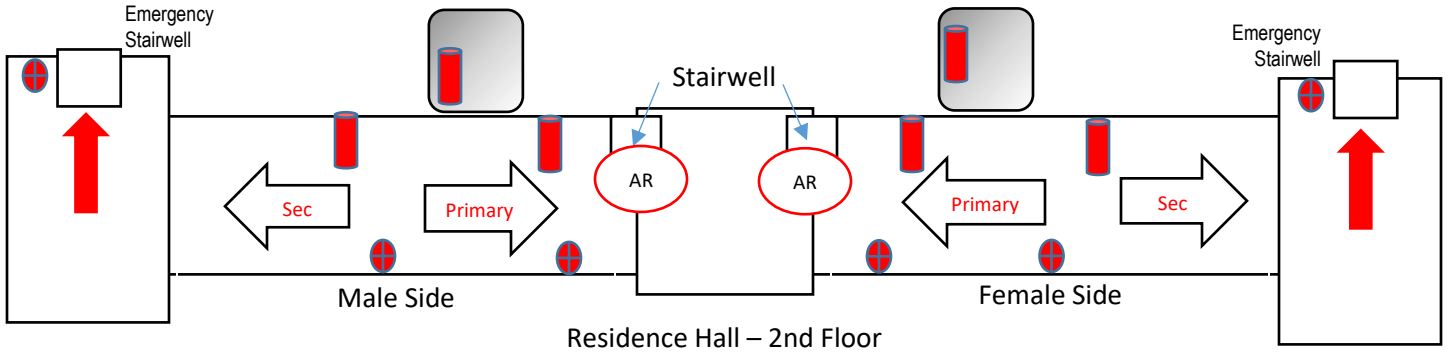 Emergency
Stairwell
Stairwell
Emergency
Stairwell
AR
AR
Sec
Primary
Primary
Sec
Male Side
Female Side
Residence Hall – 2nd Floor